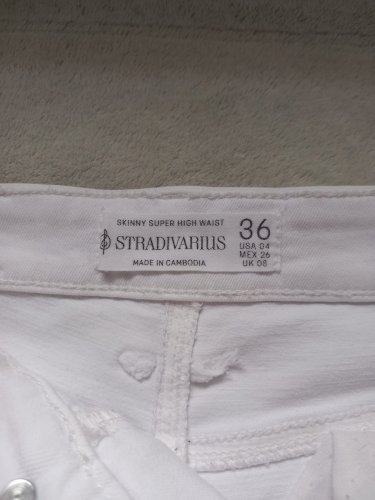 SKINNY SUPER HIGH WAIST
STRADIVARIUS
MADE IN CAMBODIA
36
USA 04
MEX 26
UK 08